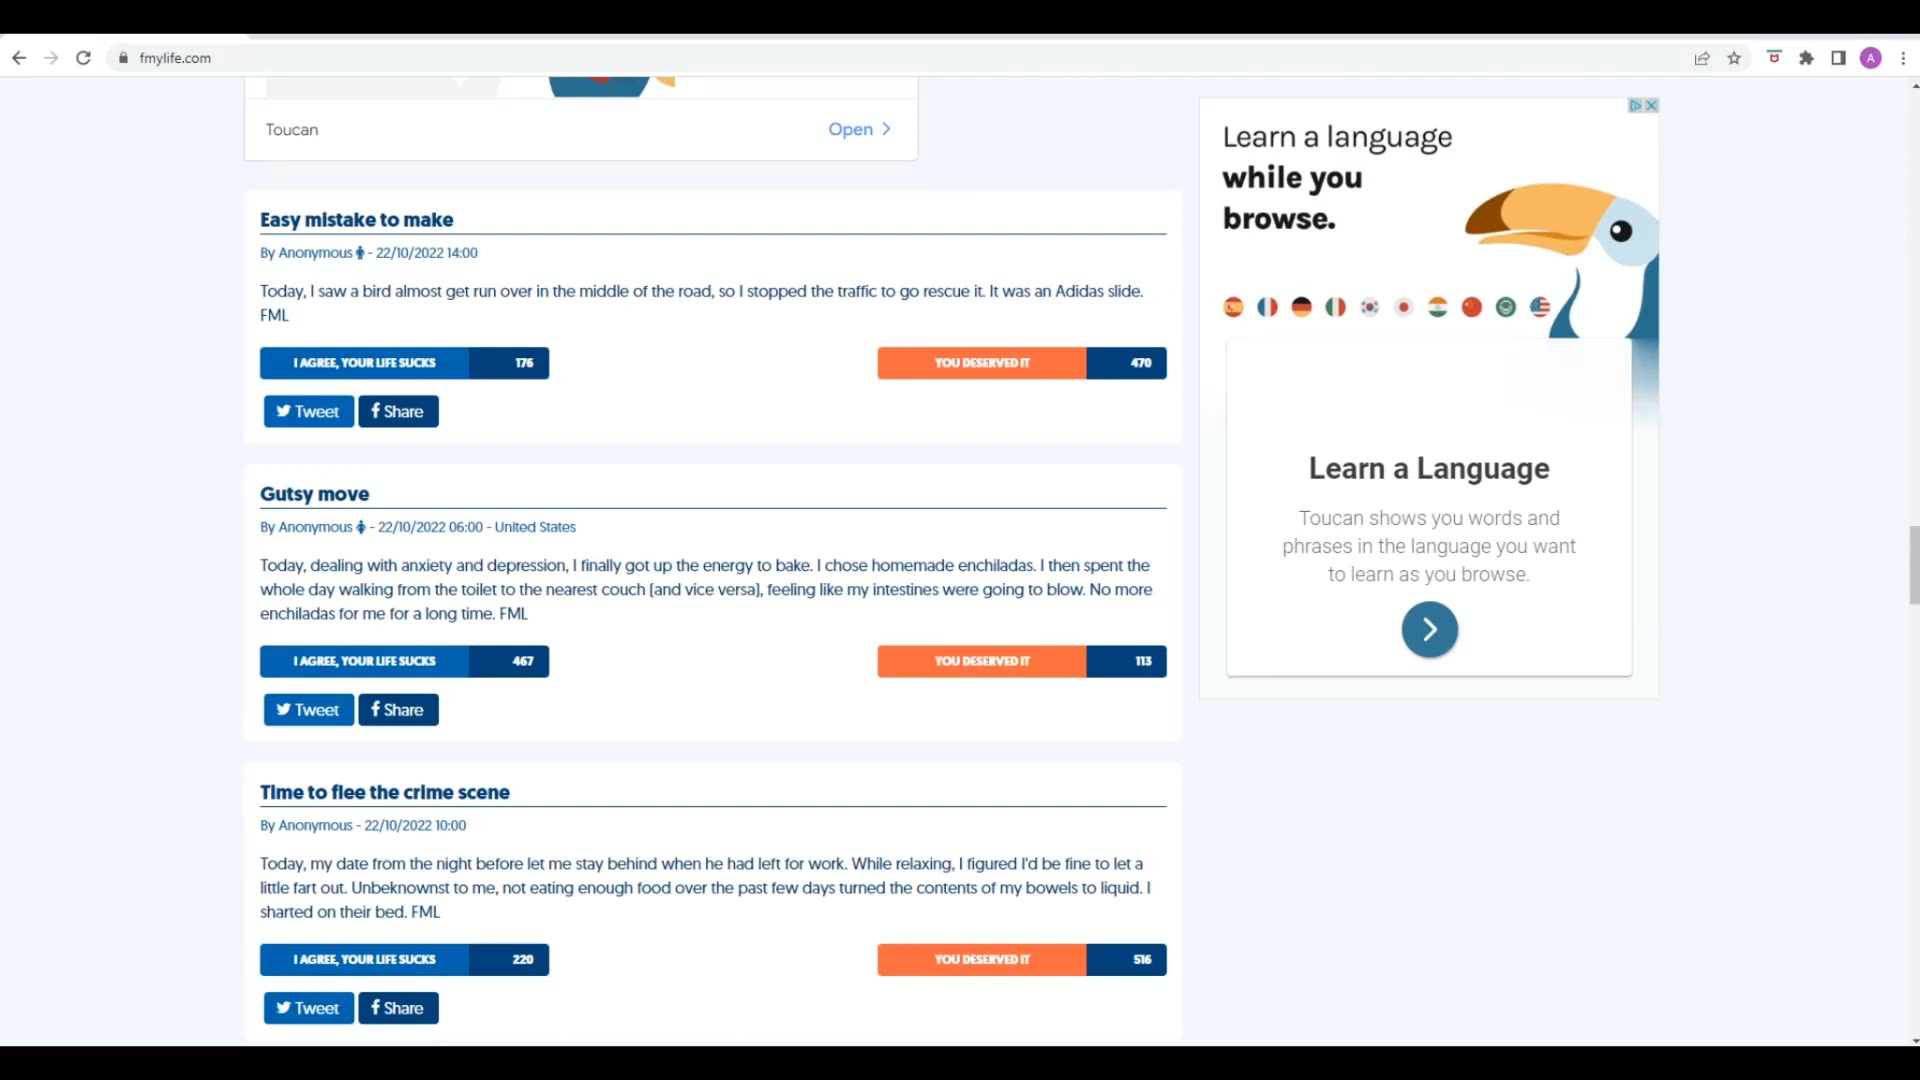 fmylife.com
A
Toucan
Open
Easy mistake to make
By Anonymous - 22/10/2022 14:00
Today, I saw a bird almost get run over in the middle of the road, so I stopped the traffic to go rescue it. It was an Adidas slide.
FML
I AGREE, YOUR LIFE SUCKS 176
YOU DESERVED IT 470
Tweet Share
Gutsy move
By Anonymous - 22/10/2022 06:00 - United States
Today, dealing with anxiety and depression, I finally got up the energy to bake. I chose homemade enchiladas. I then spent the
whole day walking from the toilet to the nearest couch (and vice versa), feeling like my intestines were going to blow. No more
enchiladas for me for a long time. FML
I AGREE, YOUR LIFE SUCKS 467
YOU DESERVED IT 113
Tweet Share
Time to flee the crime scene
By Anonymous - 22/10/2022 10:00
Today, my date from the night before let me stay behind when he had left for work. While relaxing, I figured I'd be fine to let a
little fart out. Unbeknownst to me, not eating enough food over the past few days turned the contents of my bowels to liquid. I
sharted on their bed. FML
I AGREE, YOUR LIFE SUCKS 220
YOU DESERVED IT 516
Tweet Share
Learn a language
while you
browse.
Learn a Language
Toucan shows you words and
phrases in the language you want
to learn as you browse.